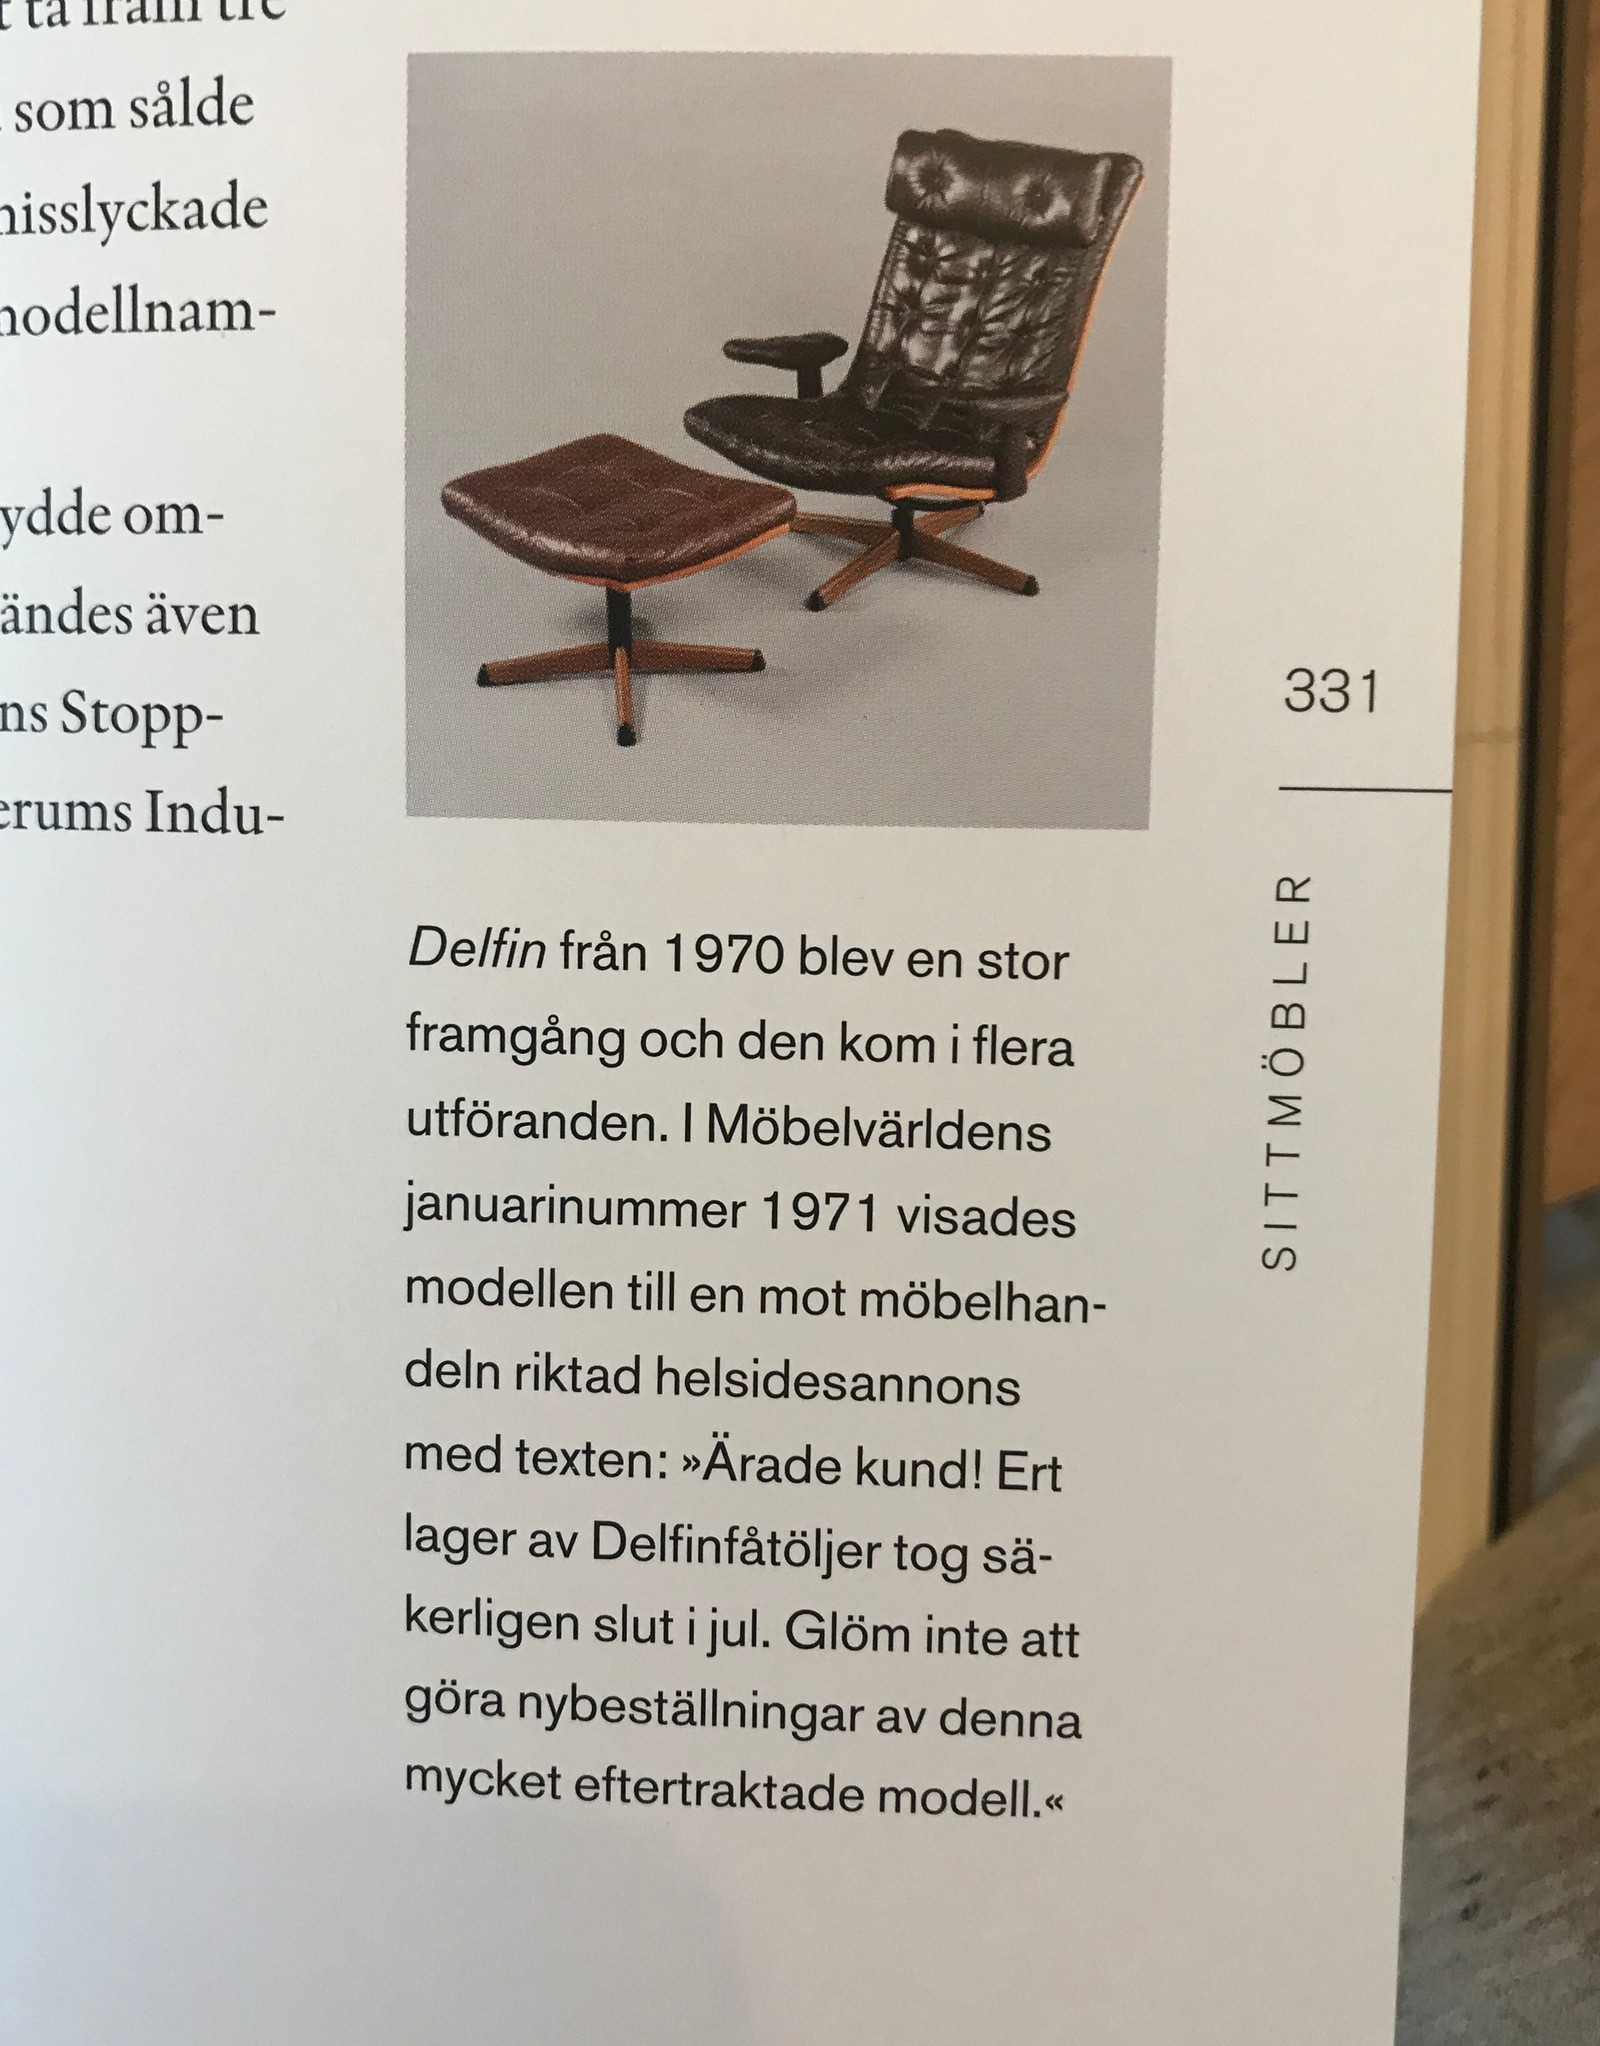 som sålde
ydde om-
ändes även
ns Stopp-
erums Indu-
331
SITTMÖBLER
Delfin från 1970 blev en stor
framgång och den kom i flera
utföranden. I Möbelvärldens
januarinummer 1971 visades
modellen till en mot möbelhan-
deln riktad helsidesannons
med texten: »Ärade kund! Ert
lager av Delfinfåtöljer tog sä-
kerligen slut i jul. Glöm inte att
göra nybeställningar av denna
mycket eftertraktade modell.«